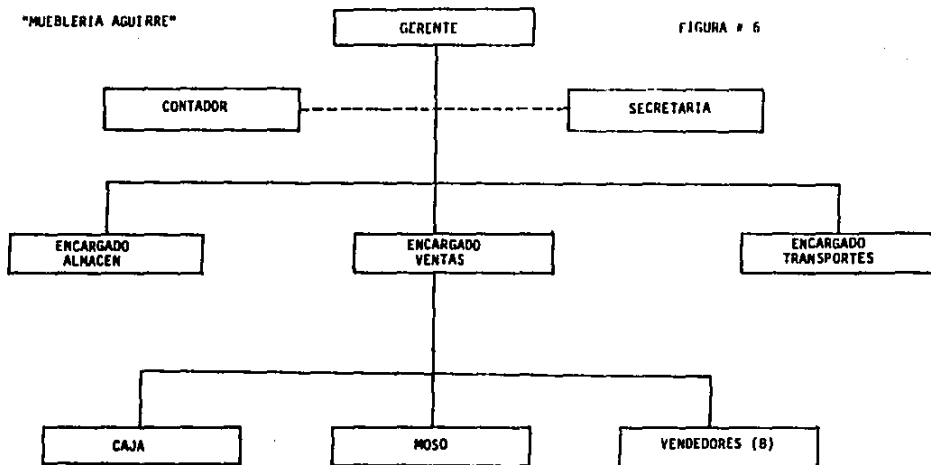 "MUEBLERIA AGUIRRE"
GERENTE
FIGURA # 6
CONTADOR
SECRETARIA
ENCARGADO
ALMACEN
ENCARGADO
VENTAS
ENCARGADO
TRANSPORTES
CAJA
MOSO
VENDEDORES (8)